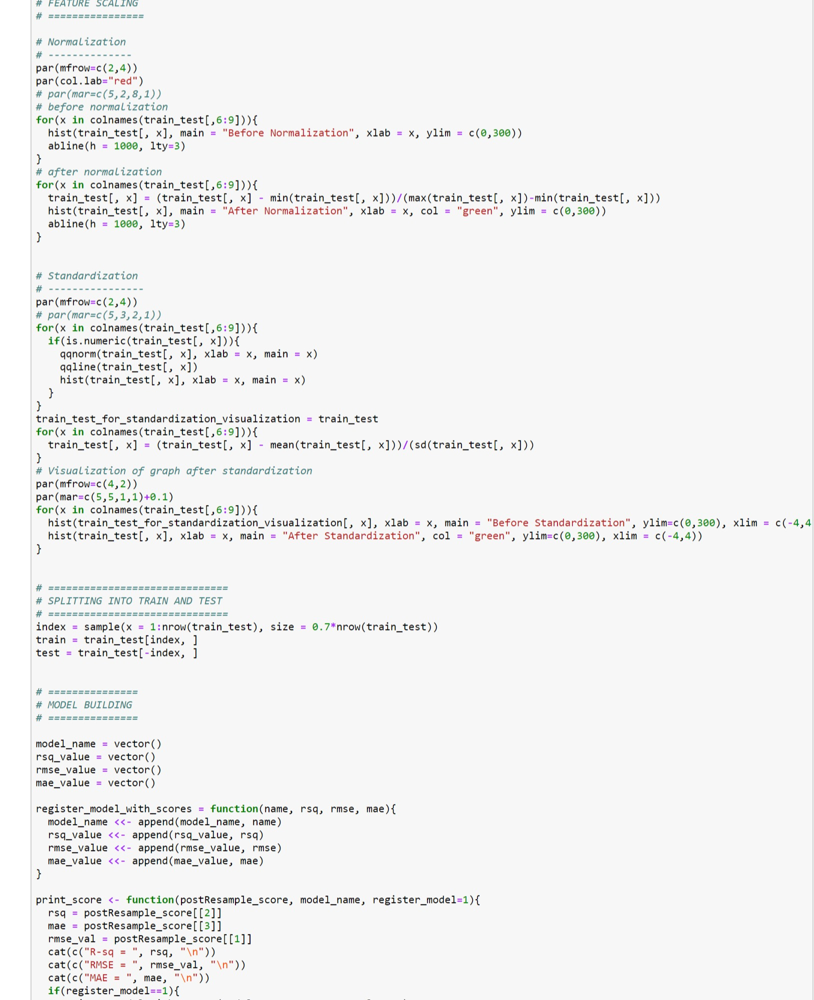 # FEATURE SCALING
# ================
# Normalization
# --------------
par(mfrow=c(2,4))
par(col.lab="red")
# par(mar=c(5,2,8,1))
# before normalization
for(x in colnames(train_test[,6:9])){
  hist(train_test[, x], main = "Before Normalization", xlab = x, ylim = c(0,300))
  abline(h = 1000, lty=3)
}
# after normalization
for(x in colnames(train_test[,6:9])){
  train_test[, x] = (train_test[, x] - min(train_test[, x]))/(max(train_test[, x])-min(train_test[, x]))
  hist(train_test[, x], main = "After Normalization", xlab = x, col = "green", ylim = c(0,300))
  abline(h = 1000, lty=3)
}
# Standardization
# ----------------
par(mfrow=c(2,4))
# par(mar=c(5,3,2,1))
for(x in colnames(train_test[,6:9])){
  if(is.numeric(train_test[, x])){
    qqnorm(train_test[, x], xlab = x, main = x)
    qqline(train_test[, x])
    hist(train_test[, x], xlab = x, main = x)
  }
}
train_test_for_standardization_visualization = train_test
for(x in colnames(train_test[,6:9])){
  train_test[, x] = (train_test[, x] - mean(train_test[, x]))/(sd(train_test[, x]))
}
# Visualization of graph after standardization
par(mfrow=c(4,2))
par(mar=c(5,5,1,1)+0.1)
for(x in colnames(train_test[,6:9])){
  hist(train_test_for_standardization_visualization[, x], xlab = x, main = "Before Standardization", ylim=c(0,300), xlim = c(-4,4
  hist(train_test[, x], xlab = x, main = "After Standardization", col = "green", ylim=c(0,300), xlim = c(-4,4))
}
# ==============================
# SPLITTING INTO TRAIN AND TEST
# ==============================
index = sample(x = 1:nrow(train_test), size = 0.7*nrow(train_test))
train = train_test[index, ]
test = train_test[-index, ]
# ===============
# MODEL BUILDING
# ===============
model_name = vector()
rsq_value = vector()
rmse_value = vector()
mae_value = vector()
register_model_with_scores = function(name, rsq, rmse, mae){
  model_name <<- append(model_name, name)
  rsq_value <<- append(rsq_value, rsq)
  rmse_value <<- append(rmse_value, rmse)
  mae_value <<- append(mae_value, mae)
}
print_score <- function(postResample_score, model_name, register_model=1){
  rsq = postResample_score[[2]]
  mae = postResample_score[[3]]
  rmse_val = postResample_score[[1]]
  cat(c("R-sq = ", rsq, "\n"))
  cat(c("RMSE = ", rmse_val, "\n"))
  cat(c("MAE = ", mae, "\n"))
  if(register_model==1){